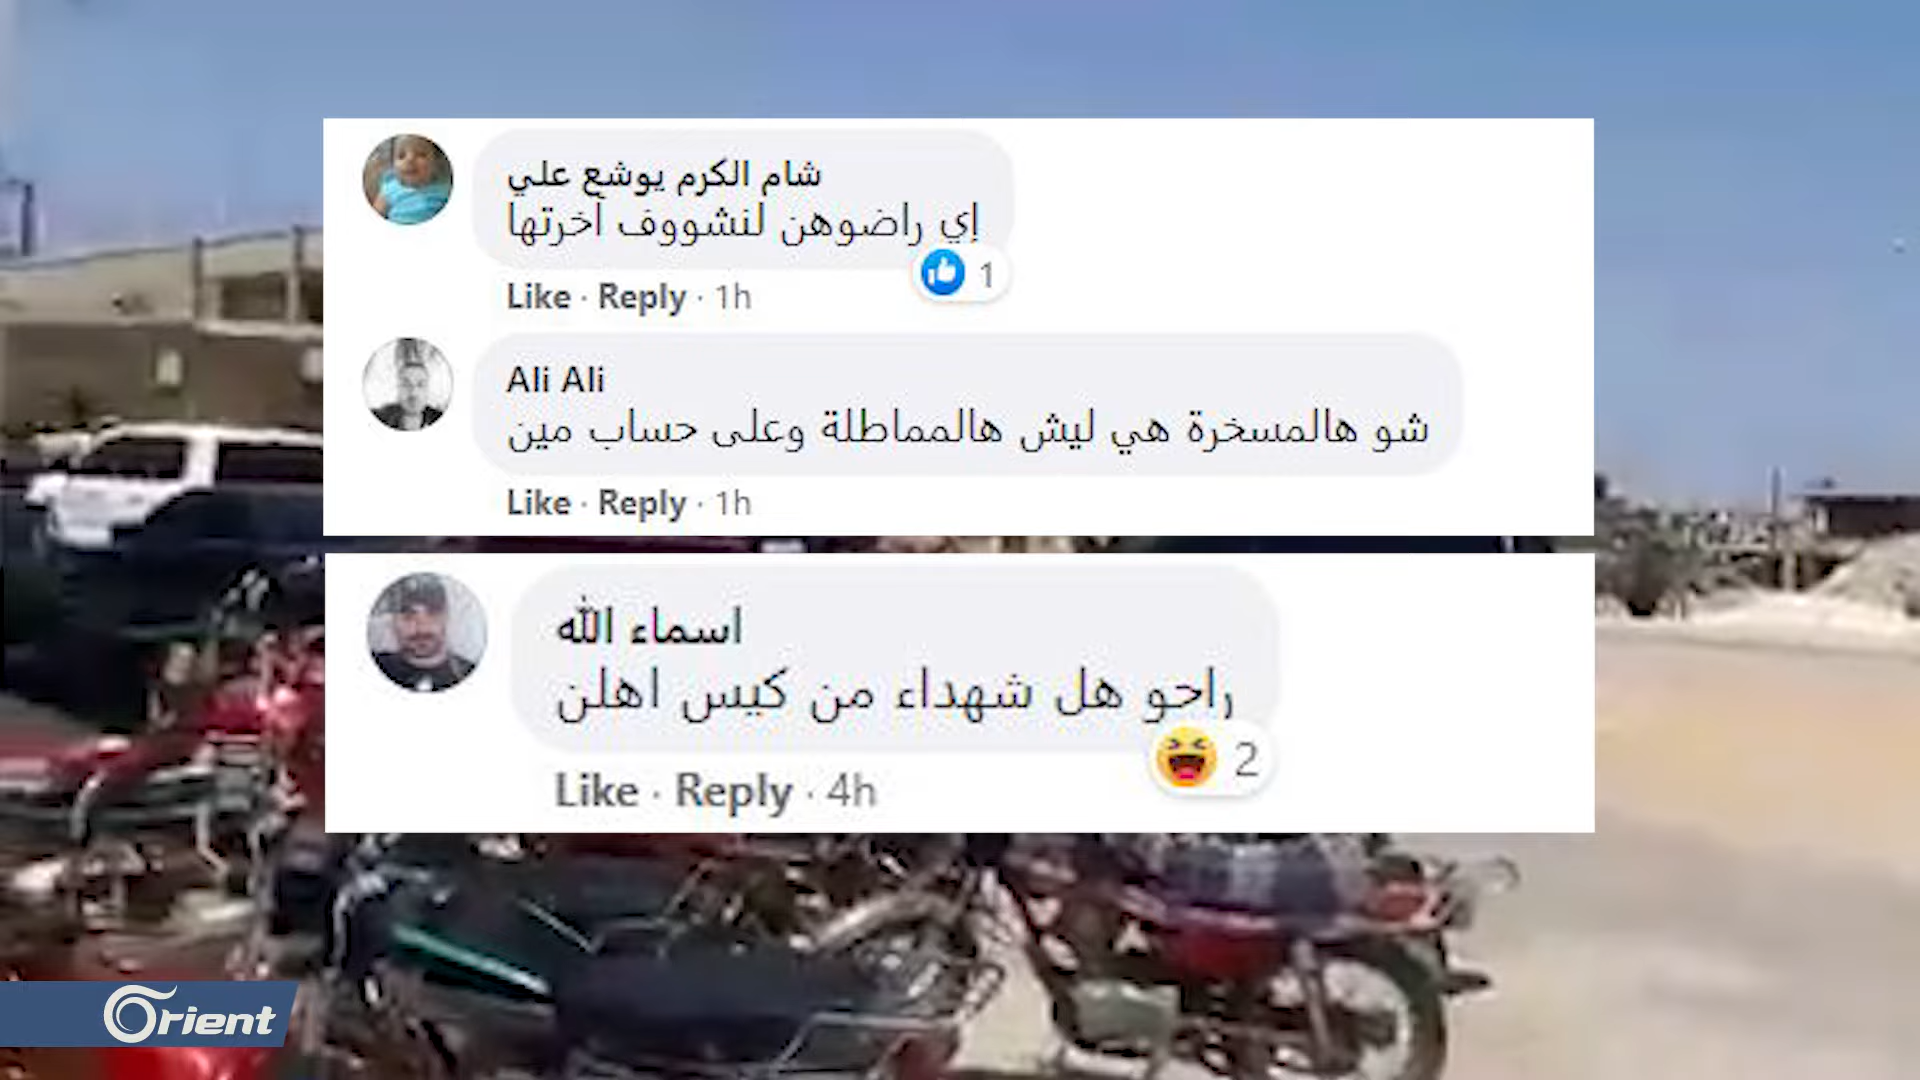 شام الكرم يوشع علي
إي راضوهن لنشووف آخرتها
1
Like · Reply · 1h
Ali Ali
شو هالمسخرة هي ليش هالمماطلة وعلى حساب مين
Like · Reply · 1h
اسماء الله
راحو هل شهداء من كيس اهلن
2
Like · Reply · 4h
Orient